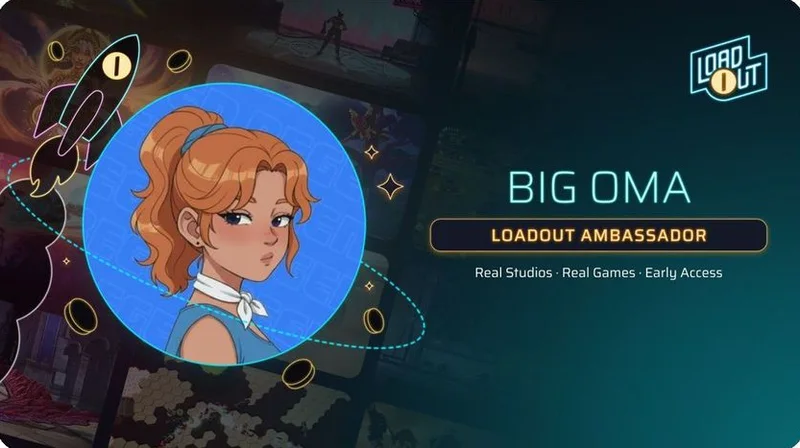 LOAD
OUT
BIG OMA
LOADOUT AMBASSADOR
Real Studios · Real Games · Early Access